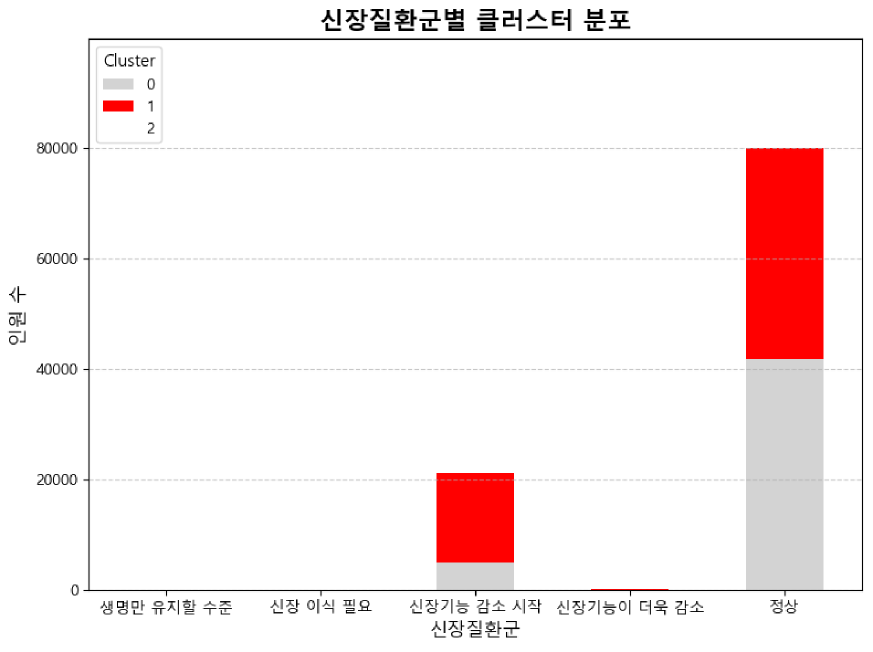 신장질환군별 클러스터 분포
Cluster
0
1
2
80000
60000
40000
20000
0
인원 수
생명만 유지할 수준
신장 이식 필요
신장기능 감소 시작
신장기능이 더욱 감소
정상
신장질환군